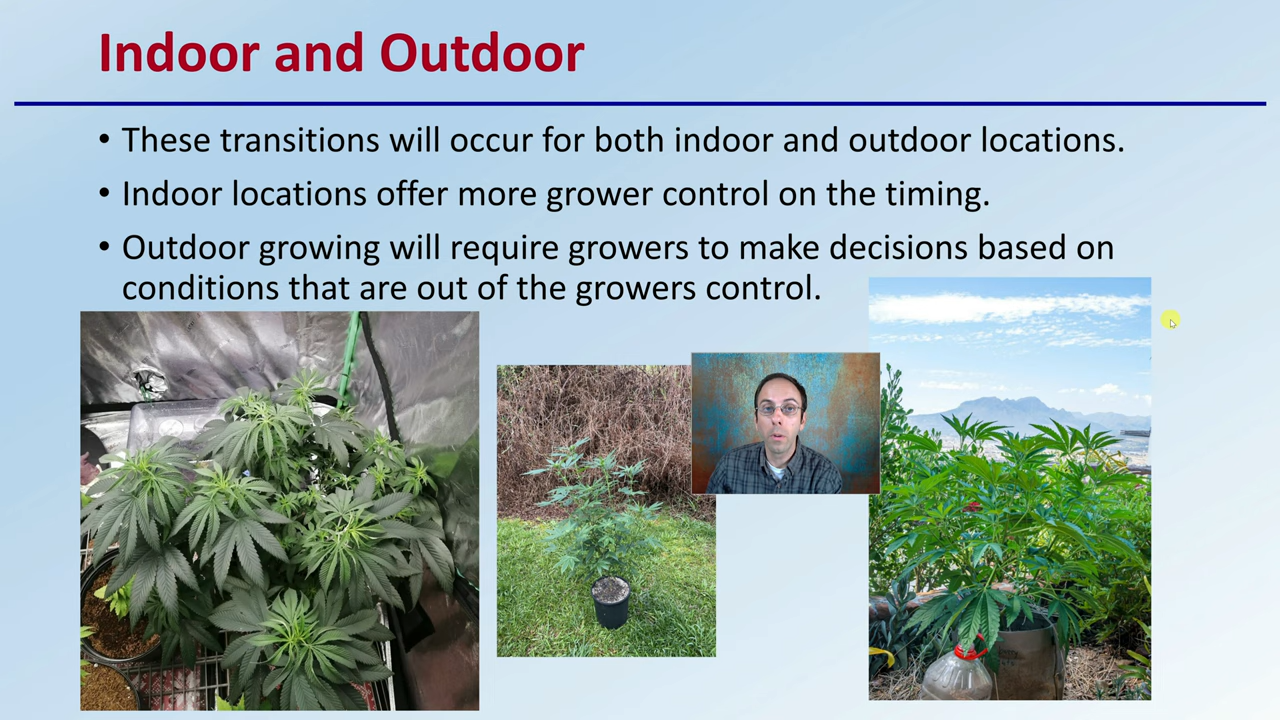 Indoor and Outdoor
• These transitions will occur for both indoor and outdoor locations.
• Indoor locations offer more grower control on the timing.
• Outdoor growing will require growers to make decisions based on
conditions that are out of the growers control.